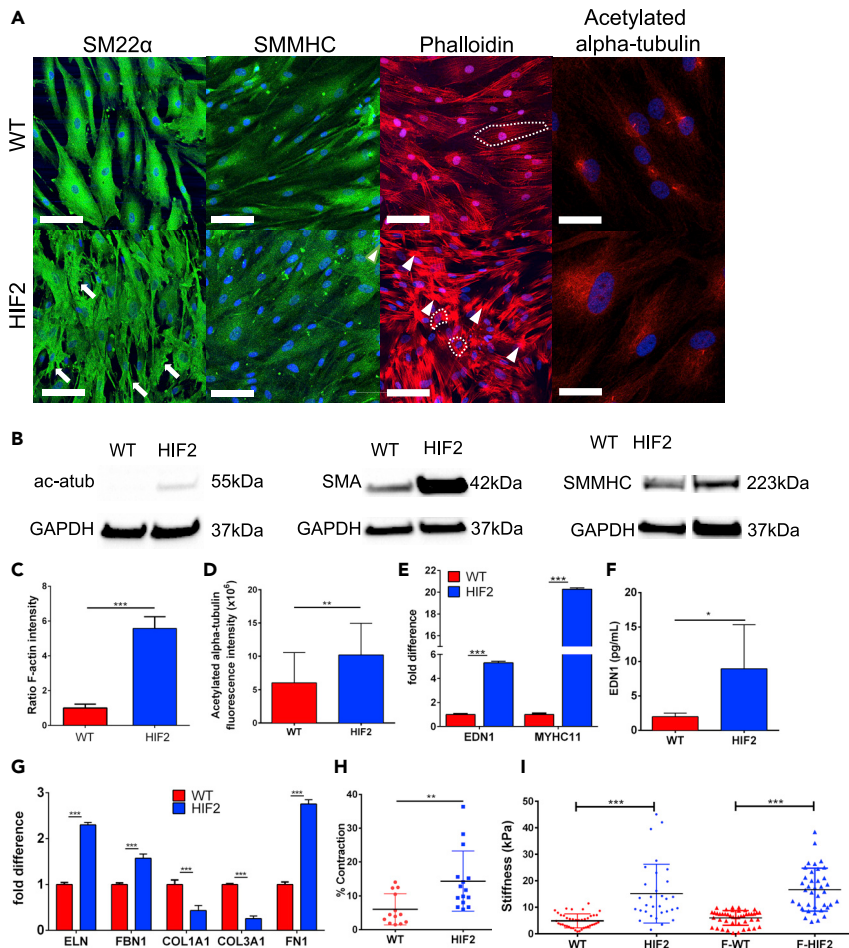 A
SM22α SMMHC Phalloidin Acetylated
alpha-tubulin
WT
HIF2
B
WT HIF2
ac-atub 55kDa
GAPDH 37kDa
WT HIF2
SMA 42kDa
GAPDH 37kDa
WT HIF2
SMMHC 223kDa
GAPDH 37kDa
C
Ratio F-actin intensity
8
6
4
2
0
***
WT HIF2
D
Acetylated alpha-tubulin
fluorescence intensity (x10⁶)
20
15
10
5
0
**
WT HIF2
E
WT
HIF2
fold difference
22
20
18
16
14
6
4
2
0
***
***
EDN1 MYHC11
F
EDN1 (pg/mL)
20
15
10
5
0
*
WT HIF2
G
WT
HIF2
fold difference
3
2
1
0
***
***
***
***
***
ELN FBN1 COL1A1 COL3A1 FN1
H
% Contraction
40
30
20
10
0
**
WT HIF2
I
Stiffness (kPa)
50
40
30
20
10
0
***
***
WT HIF2 F-WT F-HIF2